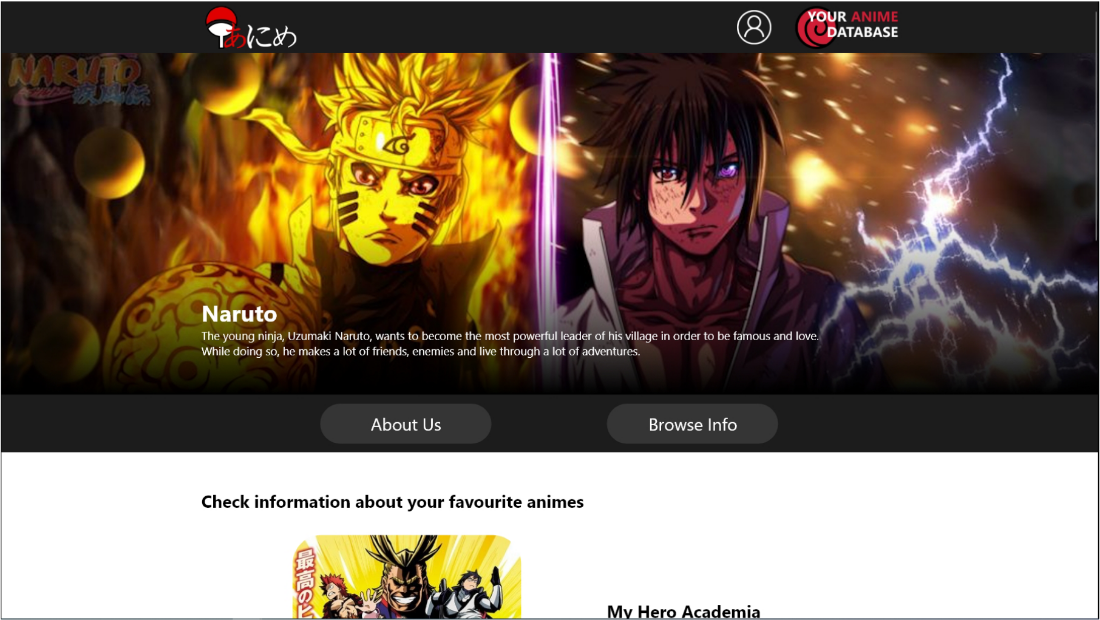 あにめ
YOUR ANIME
DATABASE
NARUTO
疾風伝
Naruto
The young ninja, Uzumaki Naruto, wants to become the most powerful leader of his village in order to be famous and love.
While doing so, he makes a lot of friends, enemies and live through a lot of adventures.
About Us
Browse Info
Check information about your favourite animes
最高のヒ
My Hero Academia